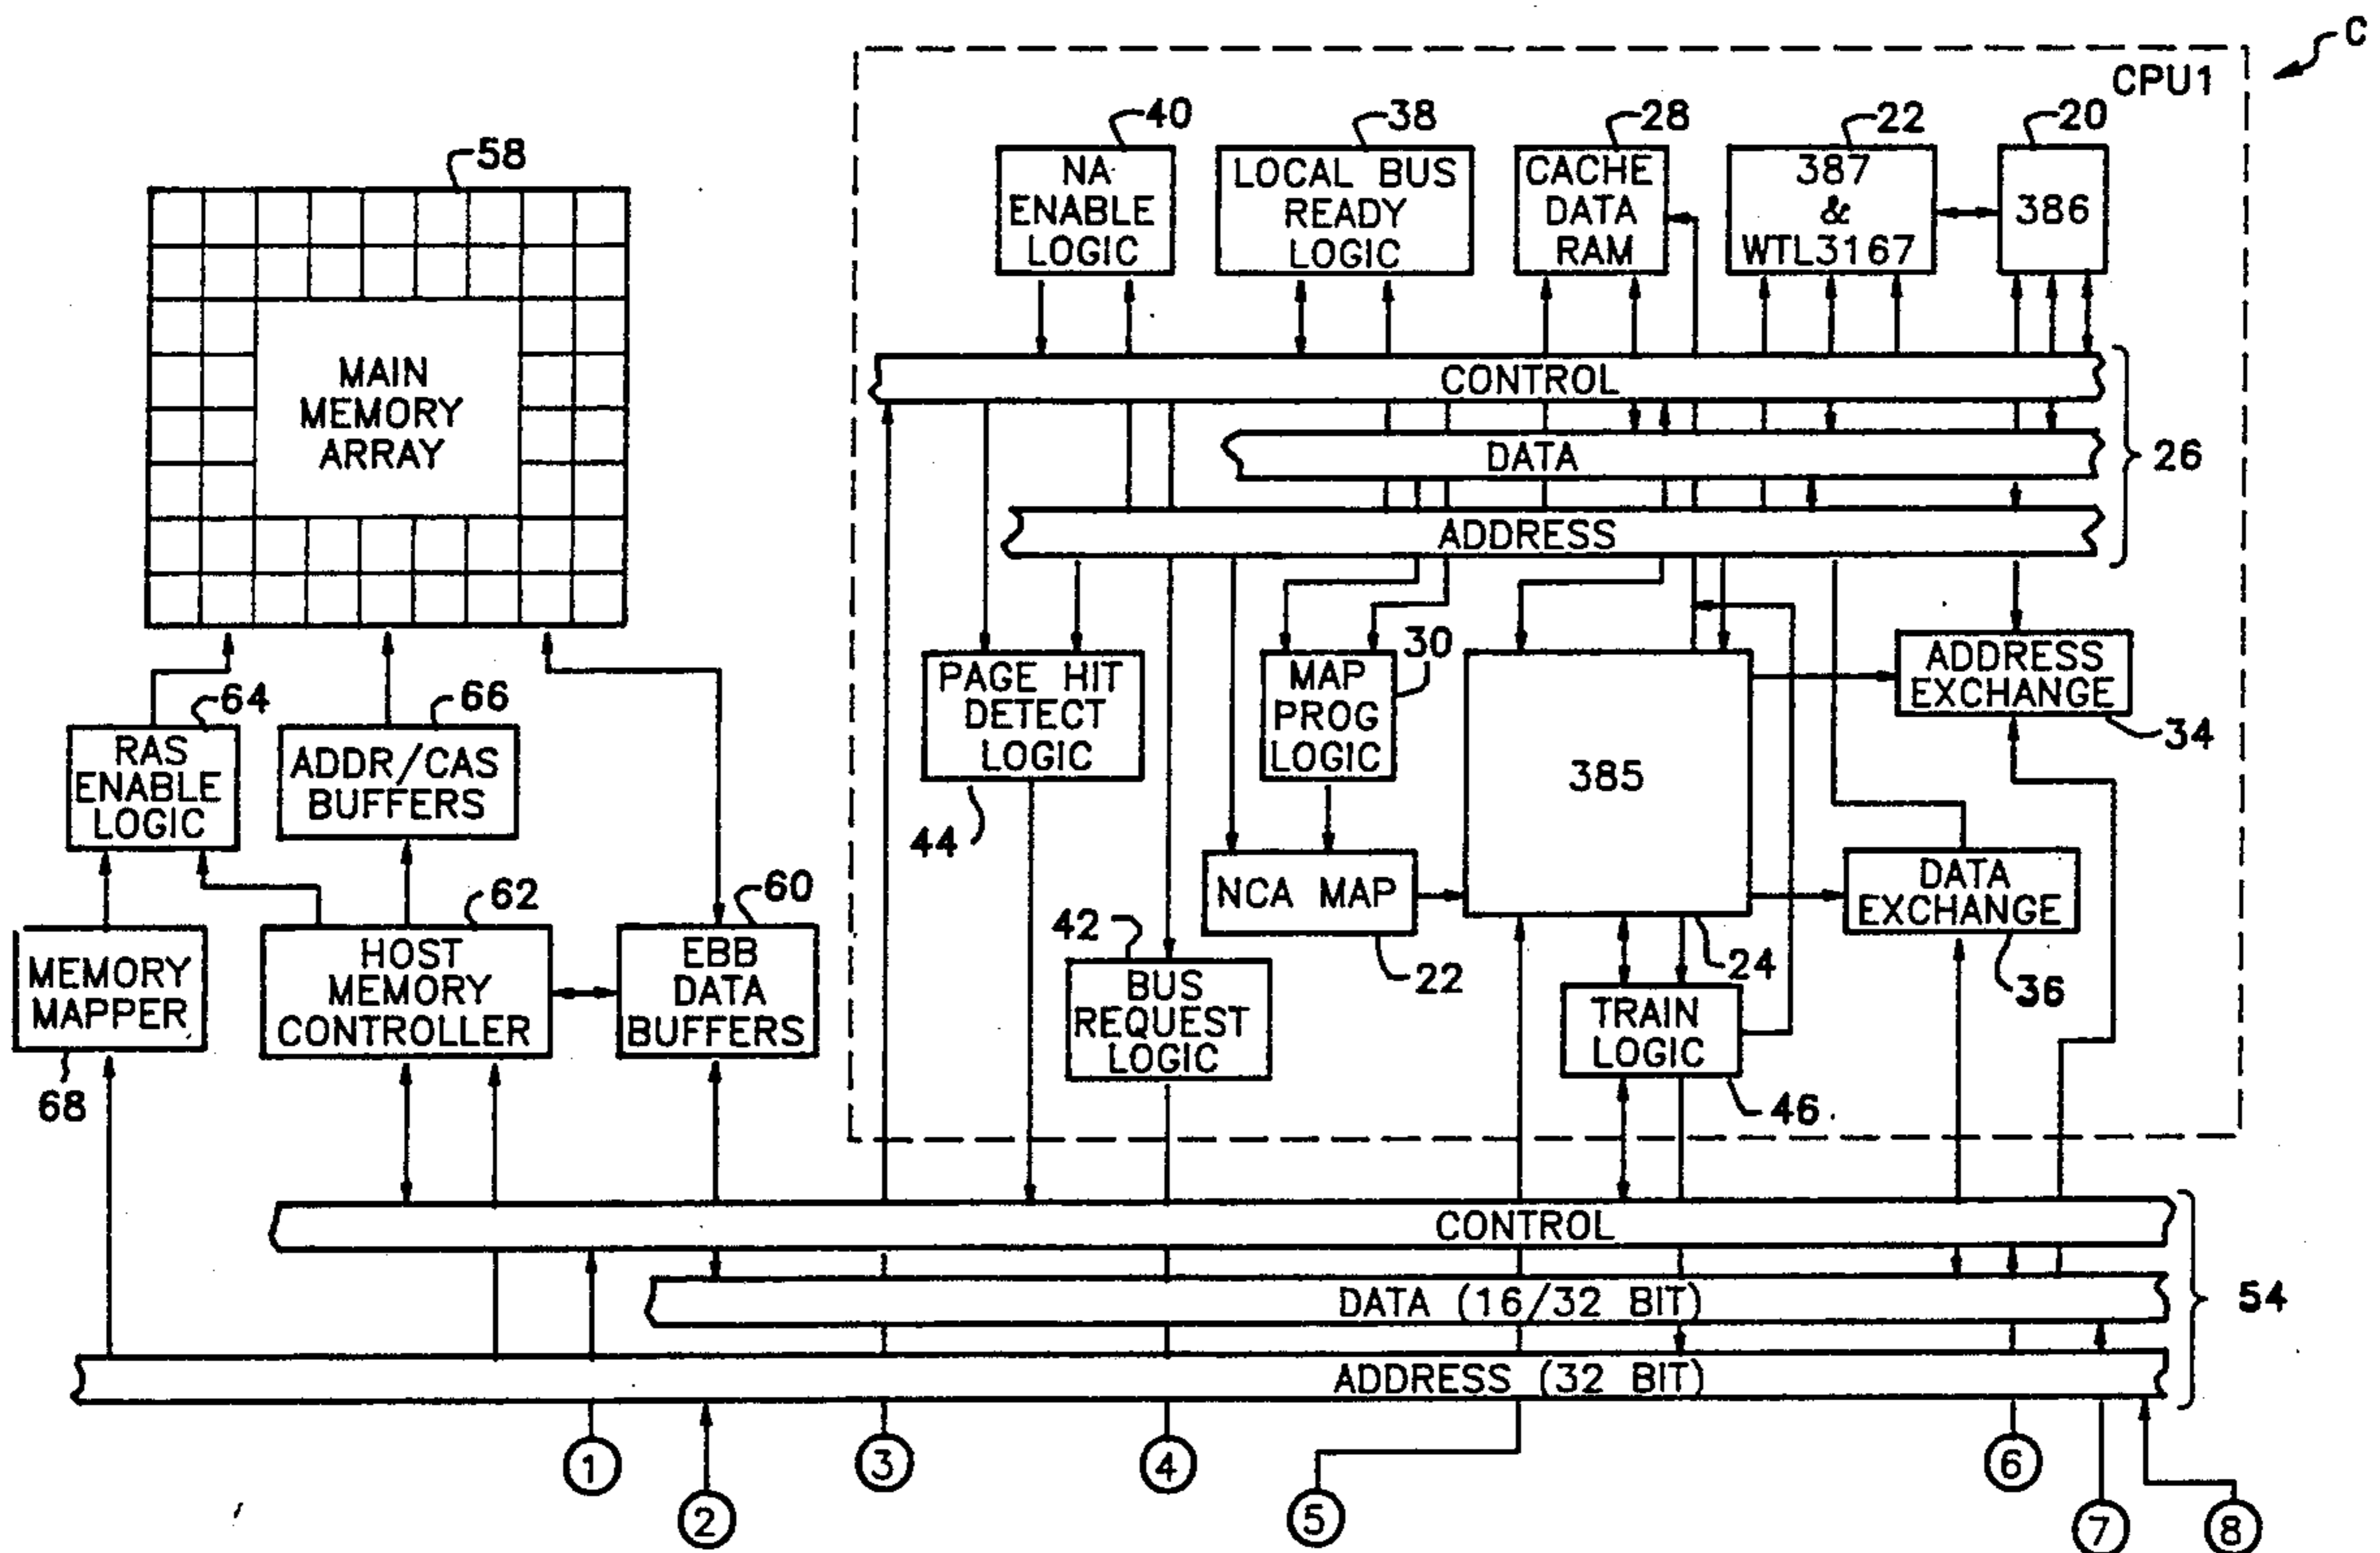 C
CPU1
40
38
28
22
20
58
NA
ENABLE
LOGIC
LOCAL BUS
READY
LOGIC
CACHE
DATA
RAM
387
&
WTL3167
386
CONTROL
DATA
ADDRESS
26
MAIN
MEMORY
ARRAY
64
66
RAS
ENABLE
LOGIC
ADDR/CAS
BUFFERS
PAGE HIT
DETECT
LOGIC
44
30
MAP
PROG
LOGIC
385
ADDRESS
EXCHANGE
34
NCA MAP
22
24
DATA
EXCHANGE
36
62
60
MEMORY
MAPPER
68
HOST
MEMORY
CONTROLLER
EBB
DATA
BUFFERS
42
BUS
REQUEST
LOGIC
TRAIN
LOGIC
46
CONTROL
DATA (16/32 BIT)
ADDRESS (32 BIT)
54
1
2
3
4
5
6
7
8